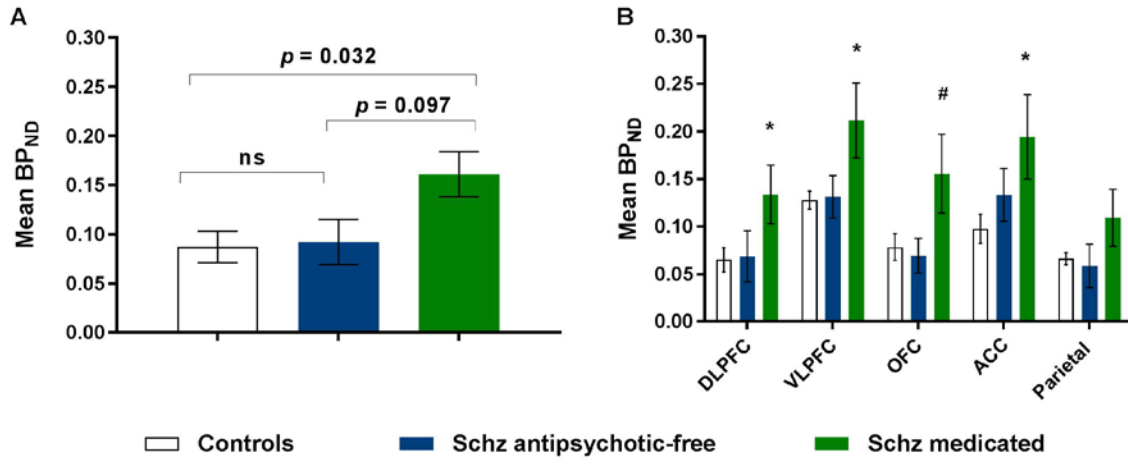 A
Mean BPND
0.30
0.25
0.20
0.15
0.10
0.05
0.00
p = 0.032
p = 0.097
ns
B
Mean BPND
0.30
0.25
0.20
0.15
0.10
0.05
0.00
*
*
#
*
DLPFC
VLPFC
OFC
ACC
Parietal
Controls
Schz antipsychotic-free
Schz medicated